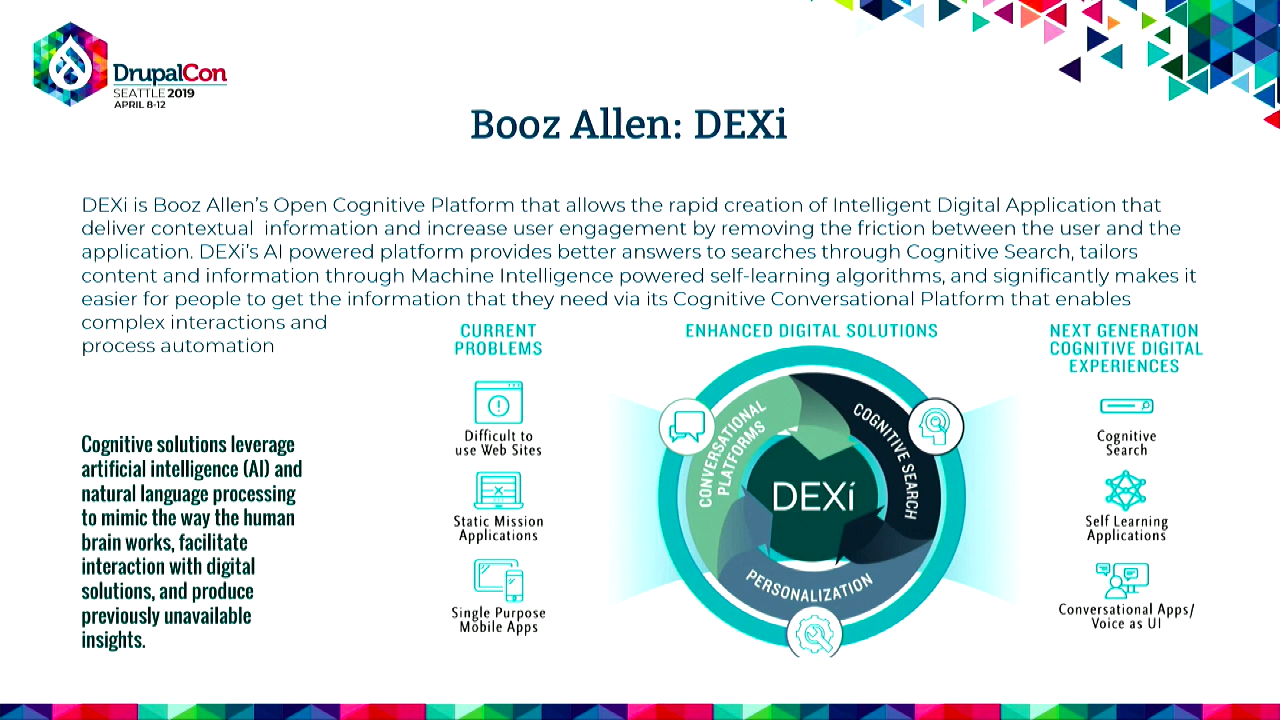 DrupalCon
SEATTLE 2019
APRIL 8-12
Booz Allen: DEXi
DEXi is Booz Allen’s Open Cognitive Platform that allows the rapid creation of Intelligent Digital Application that
deliver contextual information and increase user engagement by removing the friction between the user and the
application. DEXi’s AI powered platform provides better answers to searches through Cognitive Search, tailors
content and information through Machine Intelligence powered self-learning algorithms, and significantly makes it
easier for people to get the information that they need via its Cognitive Conversational Platform that enables
complex interactions and
process automation
Cognitive solutions leverage
artificial intelligence (AI) and
natural language processing
to mimic the way the human
brain works, facilitate
interaction with digital
solutions, and produce
previously unavailable
insights.
CURRENT
PROBLEMS
Difficult to
use Web Sites
Static Mission
Applications
Single Purpose
Mobile Apps
ENHANCED DIGITAL SOLUTIONS
CONVERSATIONAL
PLATFORMS
COGNITIVE SEARCH
DEXi
PERSONALIZATION
NEXT GENERATION
COGNITIVE DIGITAL
EXPERIENCES
Cognitive
Search
Self Learning
Applications
Conversational Apps/
Voice as UI